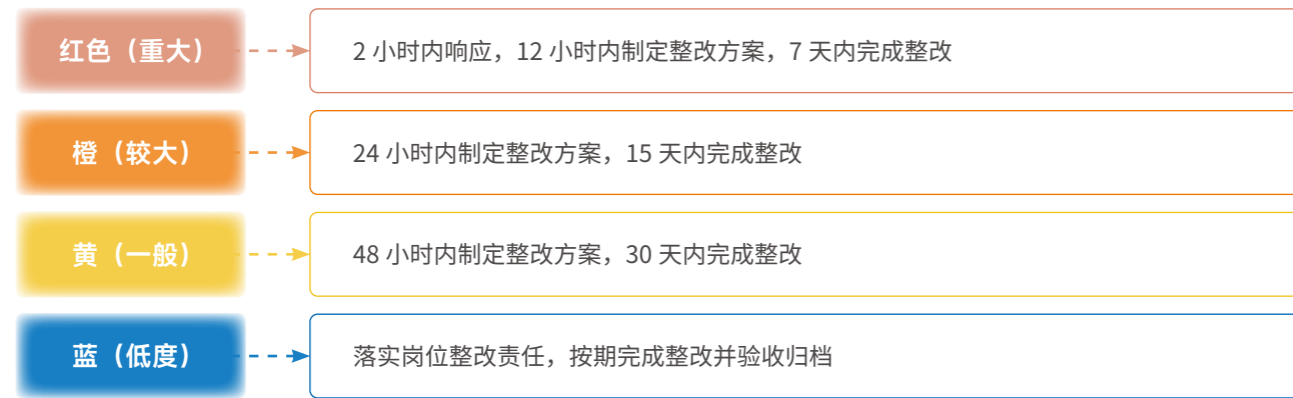 红色（重大） 2 小时内响应，12 小时内制定整改方案，7 天内完成整改
橙（较大） 24 小时内制定整改方案，15 天内完成整改
黄（一般） 48 小时内制定整改方案，30 天内完成整改
蓝（低度） 落实岗位整改责任，按期完成整改并验收归档